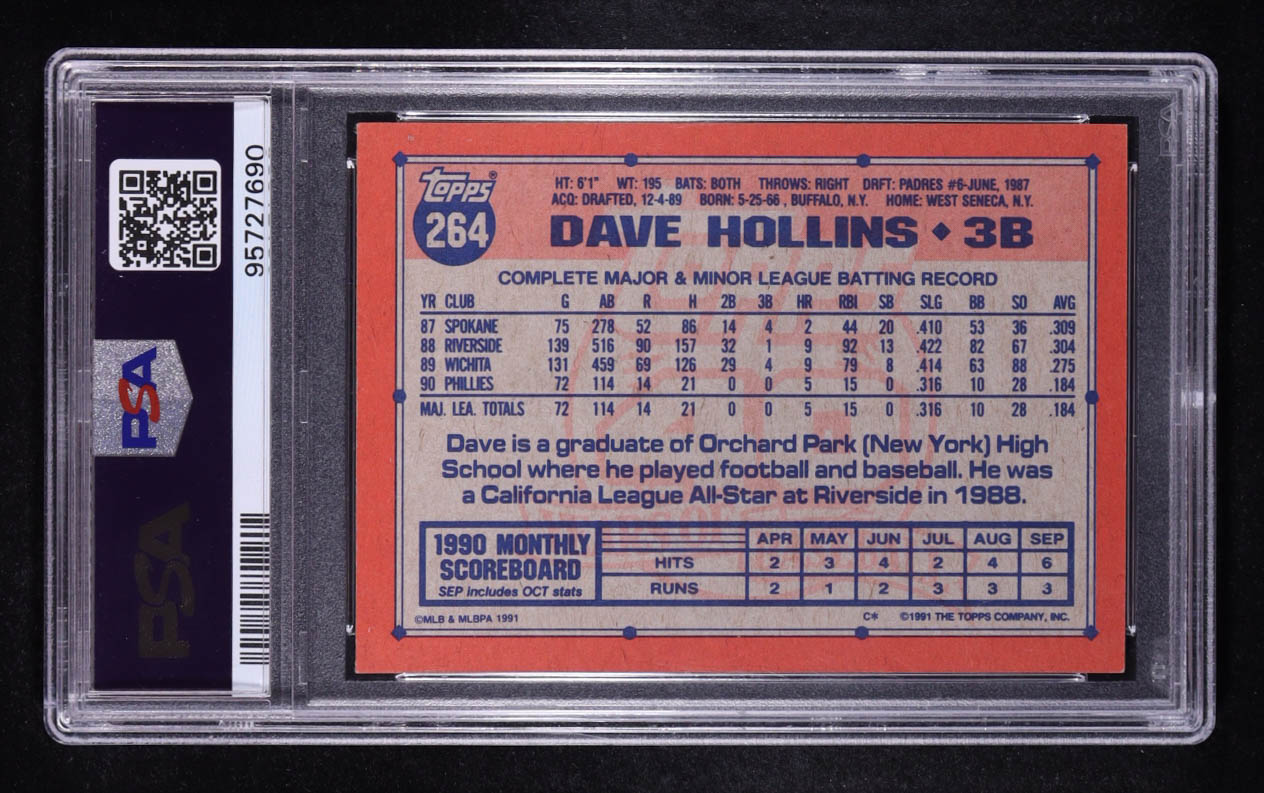 95727690
PSA
PSA
TOPPS®
264
HT: 6'1" WT: 195 BATS: BOTH THROWS: RIGHT DRFT: PADRES #6-JUNE, 1987
ACQ: DRAFTED, 12-4-89 BORN: 5-25-66 , BUFFALO, N.Y. HOME: WEST SENECA, N.Y.
DAVE HOLLINS ♦ 3B
COMPLETE MAJOR & MINOR LEAGUE BATTING RECORD
YR CLUB G AB R H 2B 3B HR RBI SB SLG BB SO AVG
87 SPOKANE 75 278 52 86 14 4 2 44 20 .410 53 36 .309
88 RIVERSIDE 139 516 90 157 32 1 9 92 13 .422 82 67 .304
89 WICHITA 131 459 69 126 29 4 9 79 8 .414 63 88 .275
90 PHILLIES 72 114 14 21 0 0 5 15 0 .316 10 28 .184
MAJ. LEA. TOTALS 72 114 14 21 0 0 5 15 0 .316 10 28 .184
Dave is a graduate of Orchard Park (New York) High
School where he played football and baseball. He was
a California League All-Star at Riverside in 1988.
1990 MONTHLY
SCOREBOARD
SEP includes OCT stats
APR MAY JUN JUL AUG SEP
HITS 2 3 4 2 4 6
RUNS 2 1 2 3 3 3
©MLB & MLBPA 1991 C* ©1991 THE TOPPS COMPANY, INC.